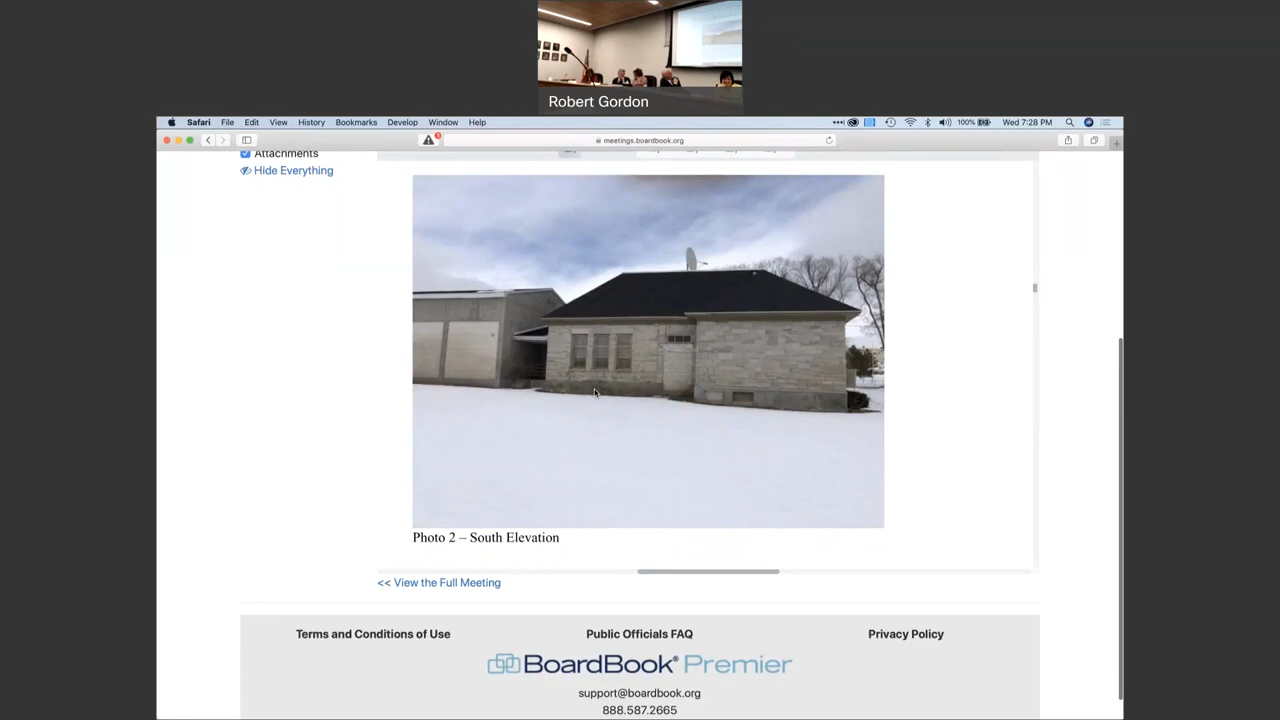 Robert Gordon
Safari File Edit View History Bookmarks Develop Window Help 100% Wed 7:28 PM
meetings.boardbook.org
Attachments
Hide Everything
Photo 2 – South Elevation
<< View the Full Meeting
Terms and Conditions of Use Public Officials FAQ Privacy Policy
BoardBook® Premier
support@boardbook.org
888.587.2665